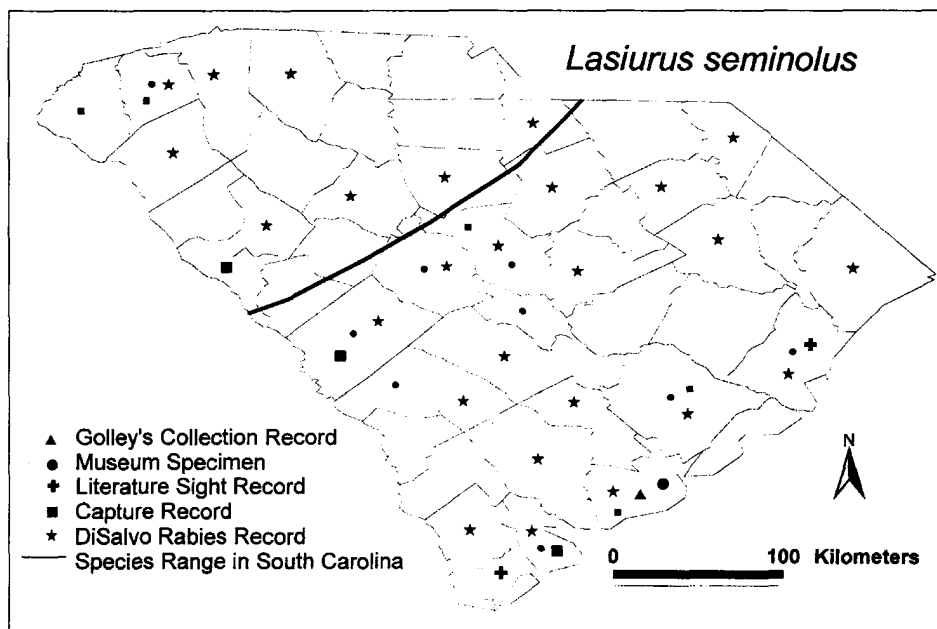 Lasiurus seminolus
Golley's Collection Record
Museum Specimen
Literature Sight Record
Capture Record
DiSalvo Rabies Record
Species Range in South Carolina
N
0 100 Kilometers